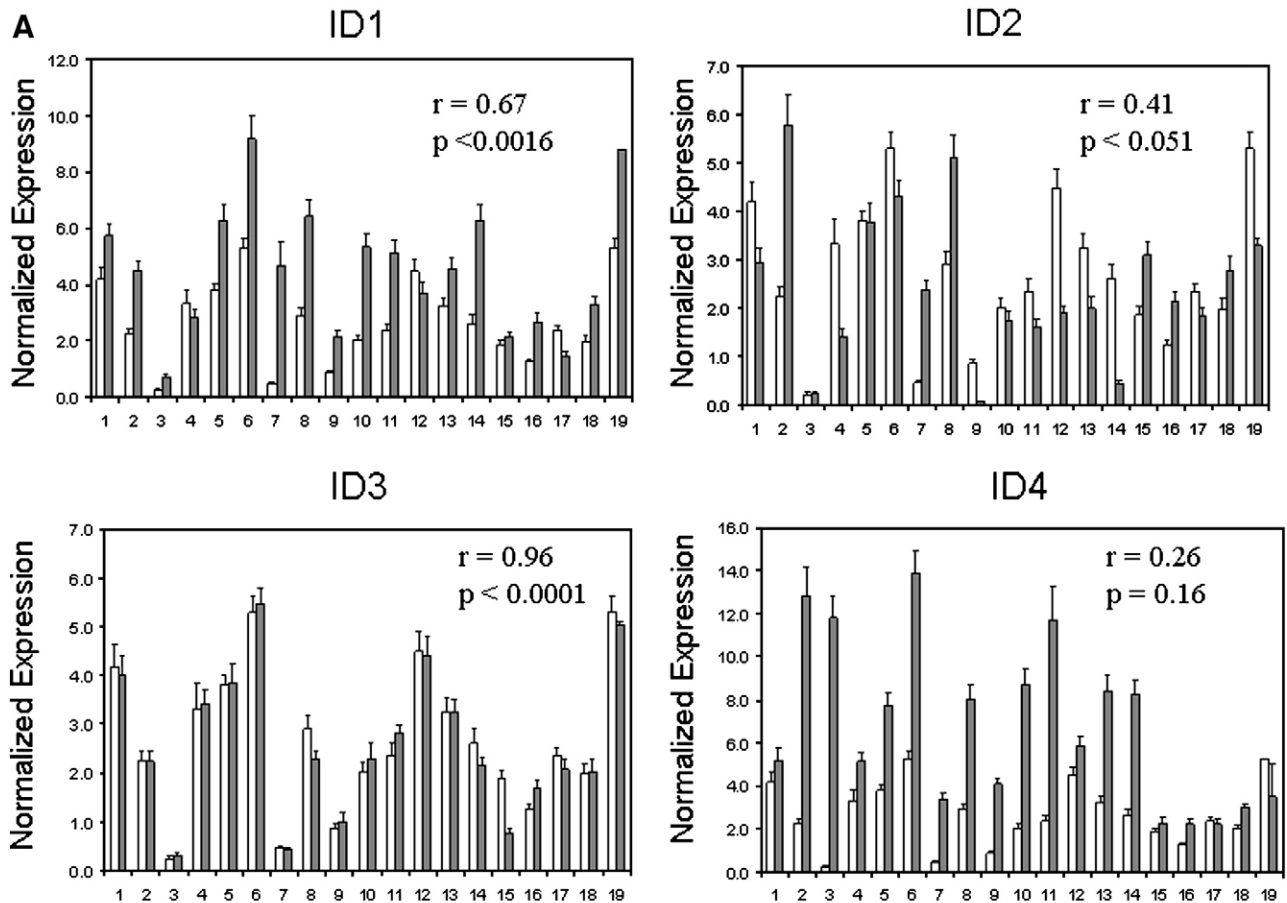 A
ID1
Normalized Expression
12.0
10.0
8.0
6.0
4.0
2.0
0.0
r = 0.67
p <0.0016
1 2 3 4 5 6 7 8 9 10 11 12 13 14 15 16 17 18 19
ID2
Normalized Expression
7.0
6.0
5.0
4.0
3.0
2.0
1.0
0.0
r = 0.41
p < 0.051
1 2 3 4 5 6 7 8 9 10 11 12 13 14 15 16 17 18 19
ID3
Normalized Expression
7.0
6.0
5.0
4.0
3.0
2.0
1.0
0.0
r = 0.96
p < 0.0001
1 2 3 4 5 6 7 8 9 10 11 12 13 14 15 16 17 18 19
ID4
Normalized Expression
16.0
14.0
12.0
10.0
8.0
6.0
4.0
2.0
0.0
r = 0.26
p = 0.16
1 2 3 4 5 6 7 8 9 10 11 12 13 14 15 16 17 18 19